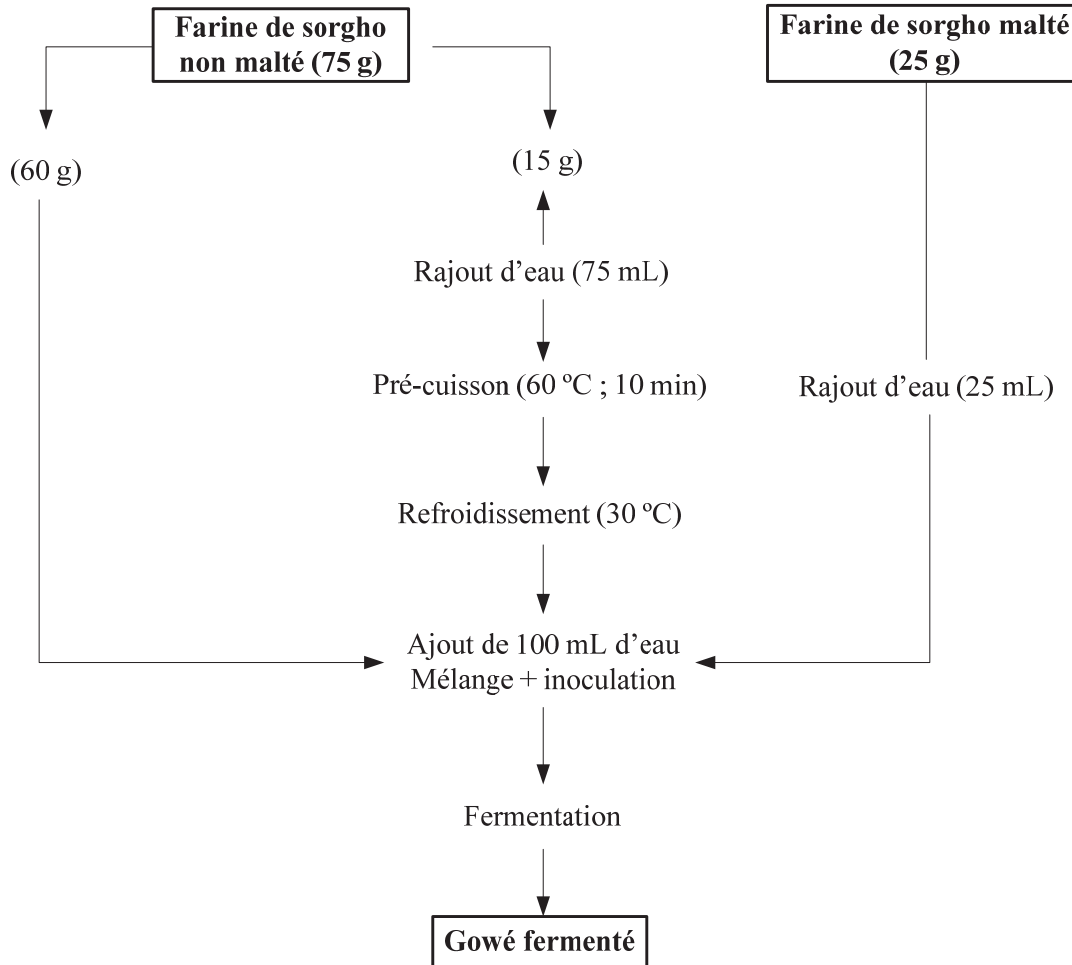 Farine de sorgho
non malté (75 g)
Farine de sorgho malté
(25 g)
(60 g)
(15 g)
Rajout d’eau (75 mL)
Pré-cuisson (60 ºC ; 10 min)
Rajout d’eau (25 mL)
Refroidissement (30 ºC)
Ajout de 100 mL d’eau
Mélange + inoculation
Fermentation
Gowé fermenté